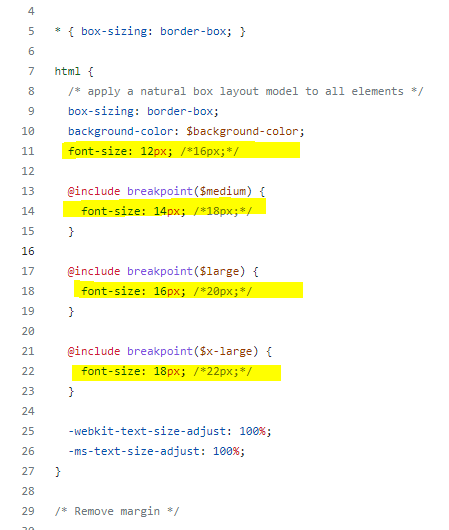 4
5 * { box-sizing: border-box; }
6
7 html {
8 /* apply a natural box layout model to all elements */
9 box-sizing: border-box;
10 background-color: $background-color;
11 font-size: 12px; /*16px;*/
12
13 @include breakpoint($medium) {
14 font-size: 14px; /*18px;*/
15 }
16
17 @include breakpoint($large) {
18 font-size: 16px; /*20px;*/
19 }
20
21 @include breakpoint($x-large) {
22 font-size: 18px; /*22px;*/
23 }
24
25 -webkit-text-size-adjust: 100%;
26 -ms-text-size-adjust: 100%;
27 }
28
29 /* Remove margin */